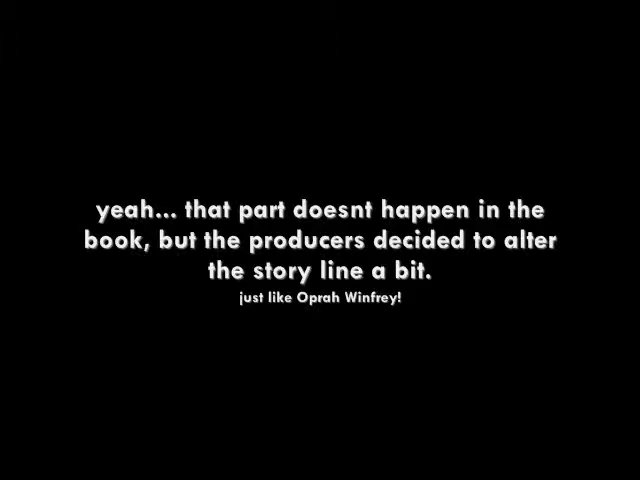 yeah... that part doesnt happen in the
book, but the producers decided to alter
the story line a bit.
just like Oprah Winfrey!